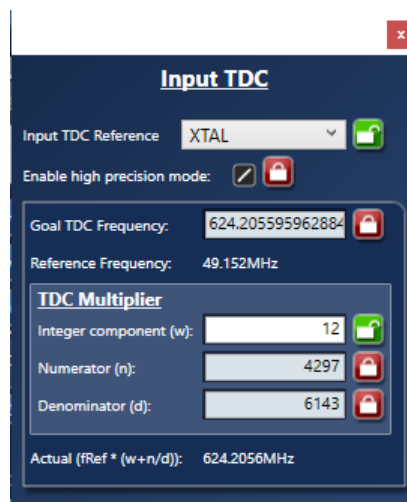 x
Input TDC
Input TDC Reference XTAL
Enable high precision mode:
Goal TDC Frequency: 624.205595962884
Reference Frequency: 49.152MHz
TDC Multiplier
Integer component (w): 12
Numerator (n): 4297
Denominator (d): 6143
Actual (fRef * (w+n/d)): 624.2056MHz